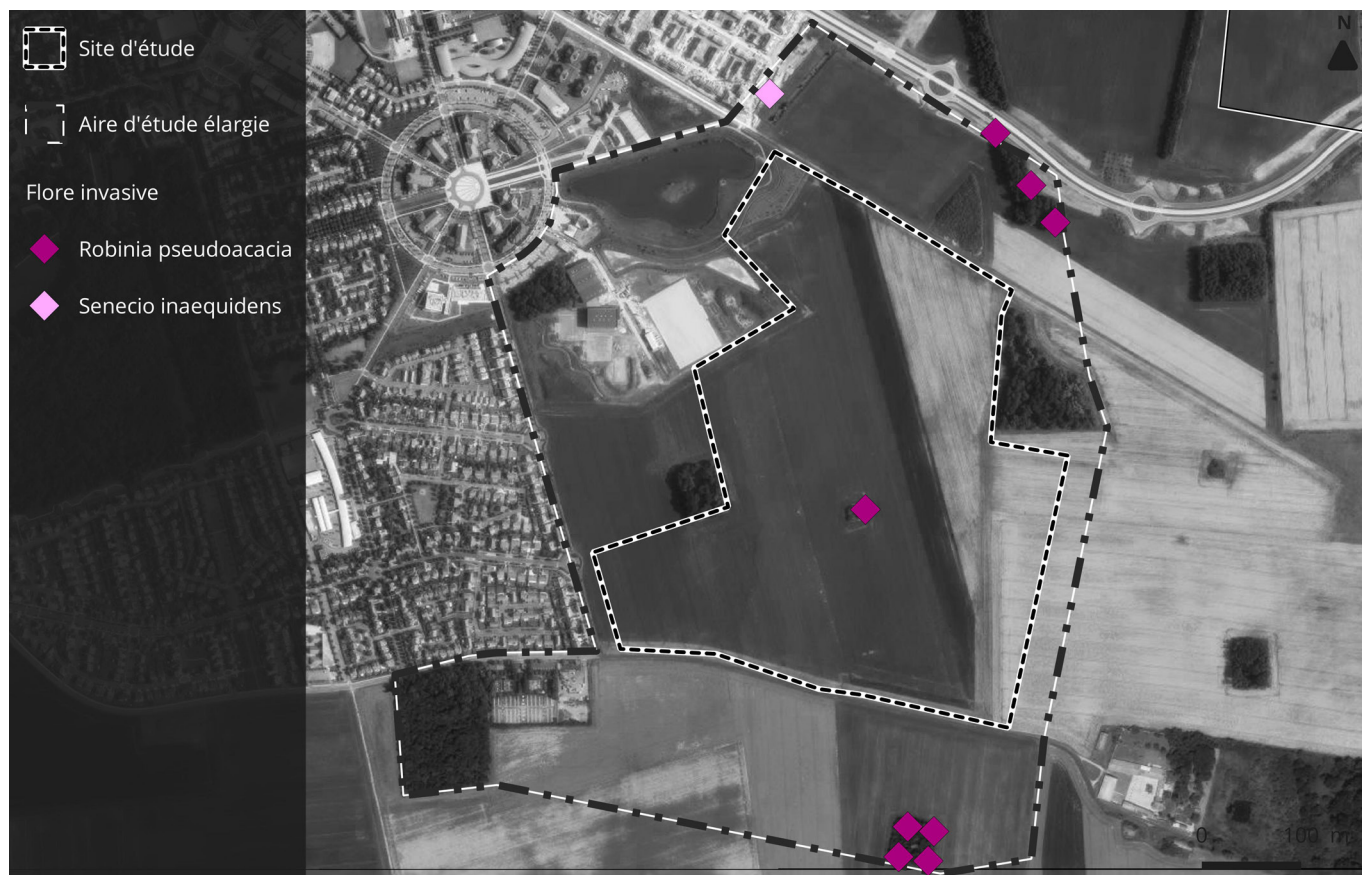 Site d'étude
Aire d'étude élargie
Flore invasive
Robinia pseudoacacia
Senecio inaequidens
N
0 100 m